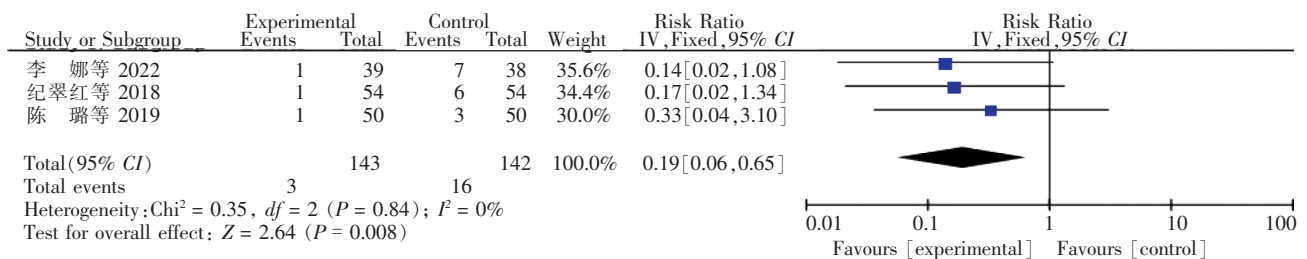 Experimental Control Risk Ratio Risk Ratio
Study or Subgroup Events Total Events Total Weight IV,Fixed,95% CI IV,Fixed,95% CI
李 娜等 2022 1 39 7 38 35.6% 0.14[0.02,1.08]
纪翠红等 2018 1 54 6 54 34.4% 0.17[0.02,1.34]
陈 璐等 2019 1 50 3 50 30.0% 0.33[0.04,3.10]
Total(95% CI) 143 142 100.0% 0.19[0.06,0.65]
Total events 3 16
Heterogeneity:Chi² = 0.35, df = 2 (P = 0.84); I² = 0%
Test for overall effect: Z = 2.64 (P = 0.008)
0.01 0.1 1 10 100
Favours [experimental] Favours [control]